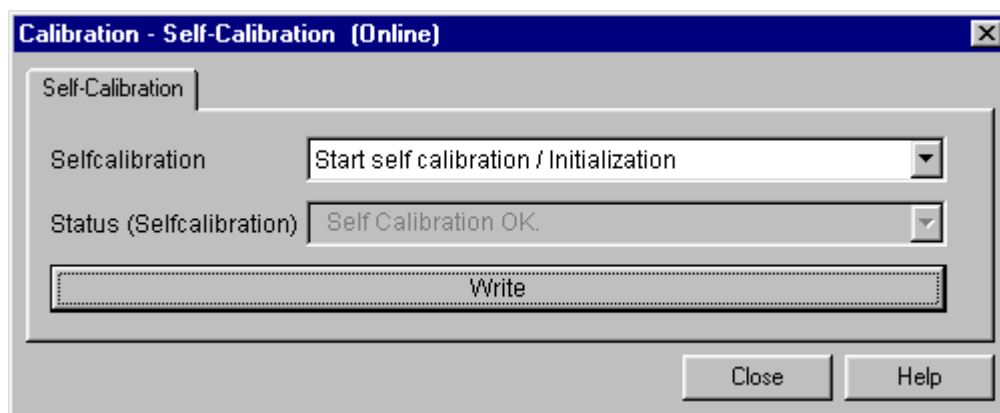 Calibration - Self-Calibration (Online)
Self-Calibration
Selfcalibration Start self calibration / Initialization
Status (Selfcalibration) Self Calibration OK.
Write
Close Help